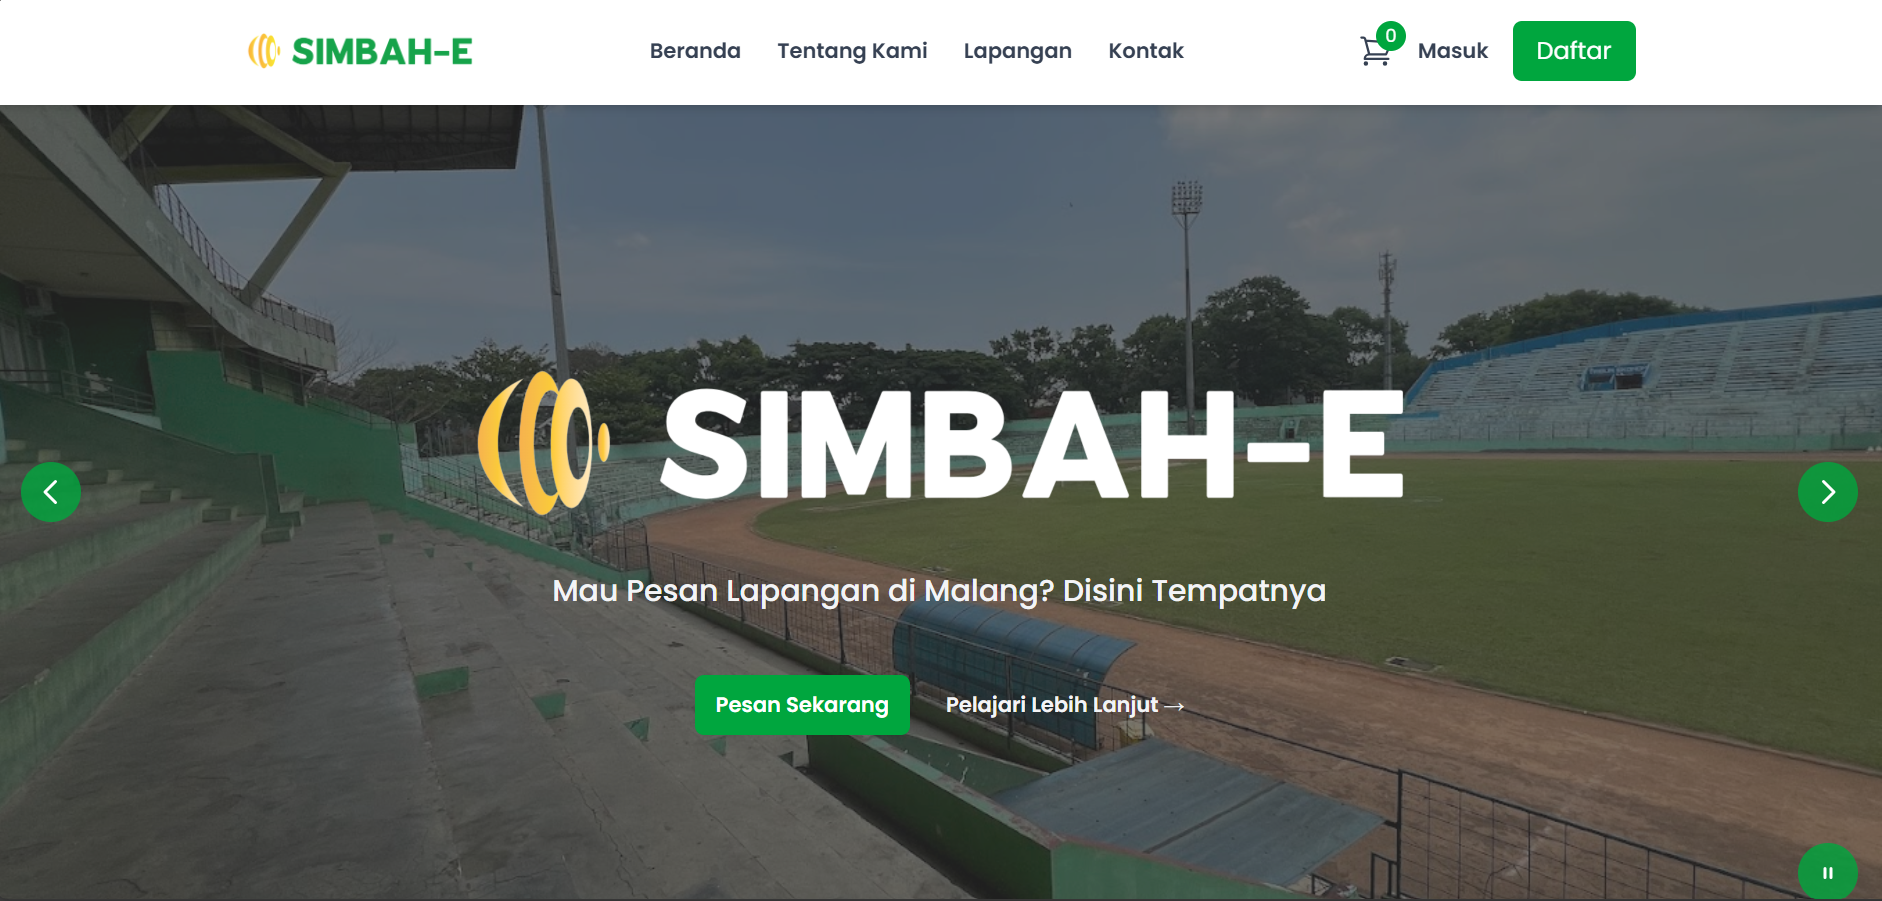 SIMBAH-E
Beranda
Tentang Kami
Lapangan
Kontak
0
Masuk
Daftar
SIMBAH-E
Mau Pesan Lapangan di Malang? Disini Tempatnya
Pesan Sekarang
Pelajari Lebih Lanjut →